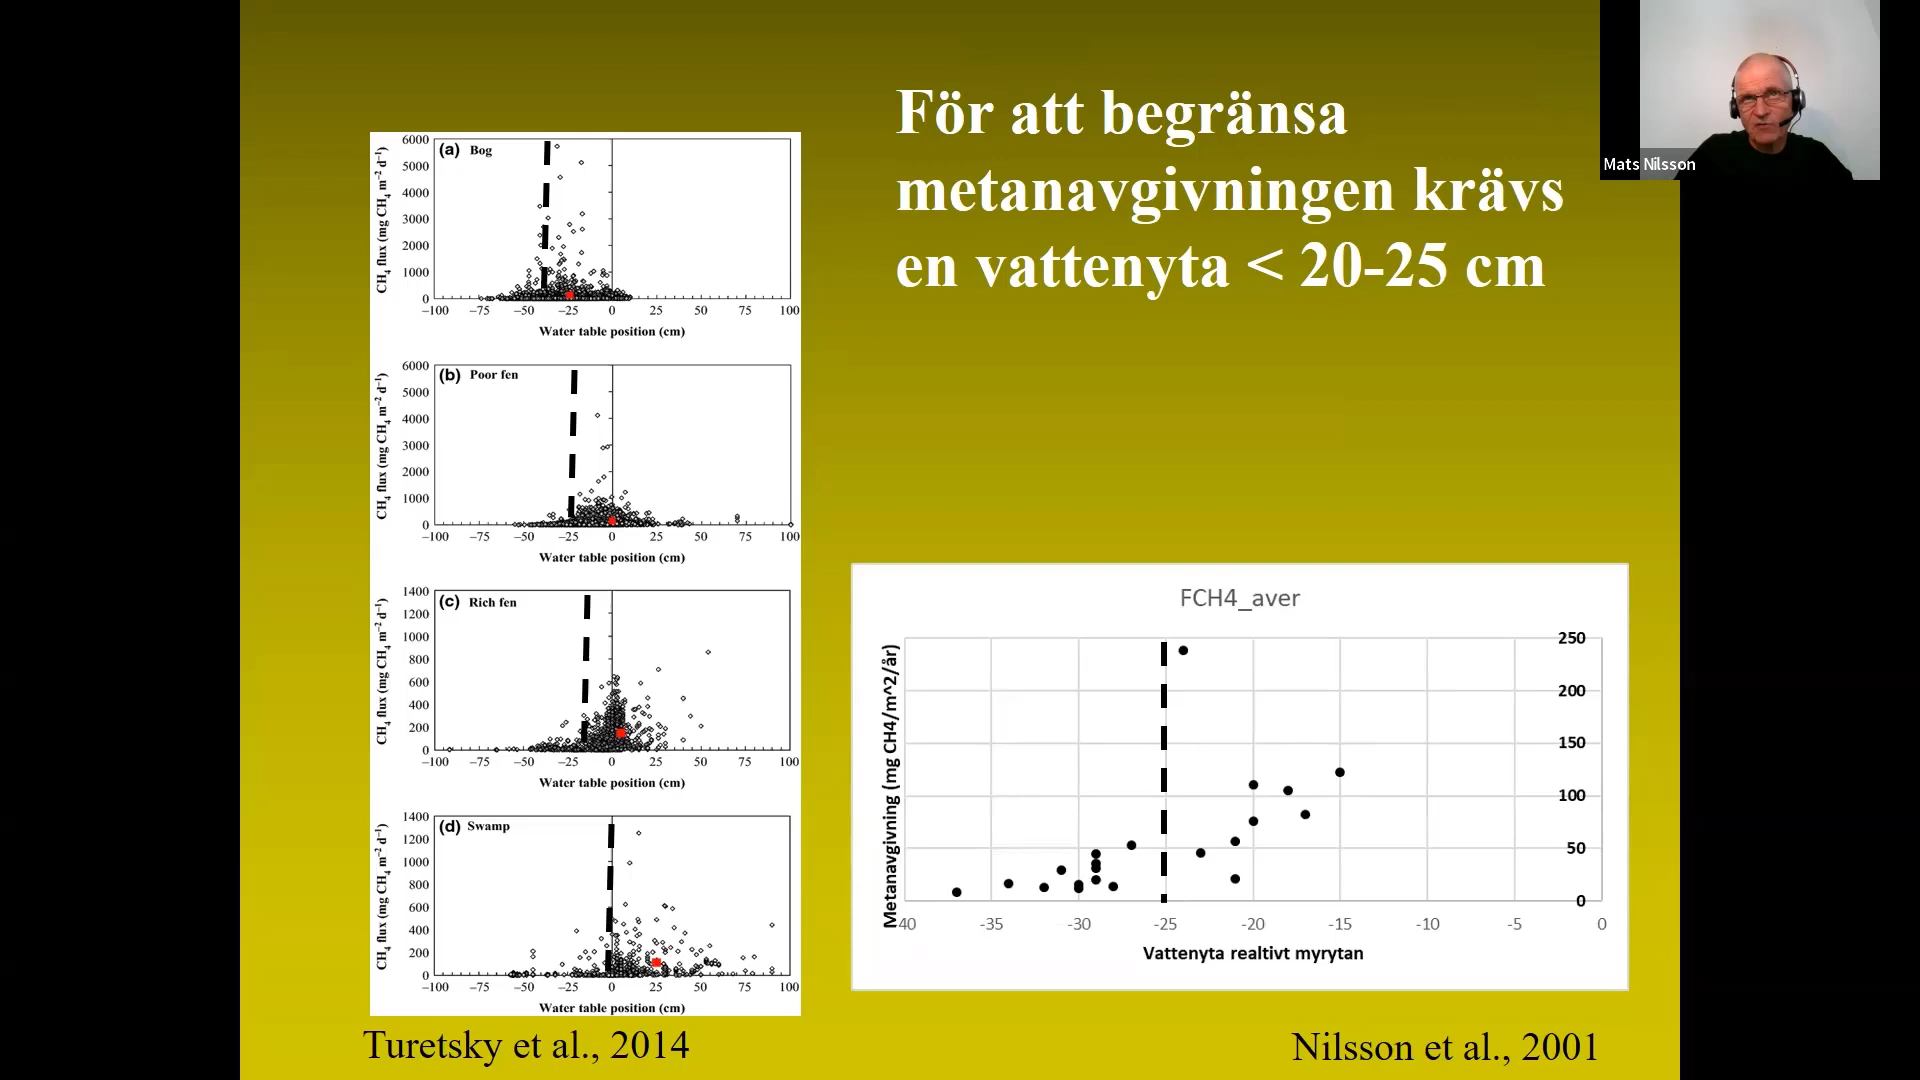 För att begränsa
metanavgivningen krävs
en vattenyta < 20-25 cm
Mats Nilsson
(a) Bog
CH4 flux (mg CH4 m−2 d−1)
6000
5000
4000
3000
2000
1000
0
−100 −75 −50 −25 0 25 50 75 100
Water table position (cm)
(b) Poor fen
CH4 flux (mg CH4 m−2 d−1)
6000
5000
4000
3000
2000
1000
0
−100 −75 −50 −25 0 25 50 75 100
Water table position (cm)
(c) Rich fen
CH4 flux (mg CH4 m−2 d−1)
1400
1200
1000
800
600
400
200
0
−100 −75 −50 −25 0 25 50 75 100
Water table position (cm)
(d) Swamp
CH4 flux (mg CH4 m−2 d−1)
1400
1200
1000
800
600
400
200
0
−100 −75 −50 −25 0 25 50 75 100
Water table position (cm)
Turetsky et al., 2014
FCH4_aver
Metanavgivning (mg CH4/m^2/år)
250
200
150
100
50
0
-40 -35 -30 -25 -20 -15 -10 -5 0
Vattenyta realtivt myrytan
Nilsson et al., 2001